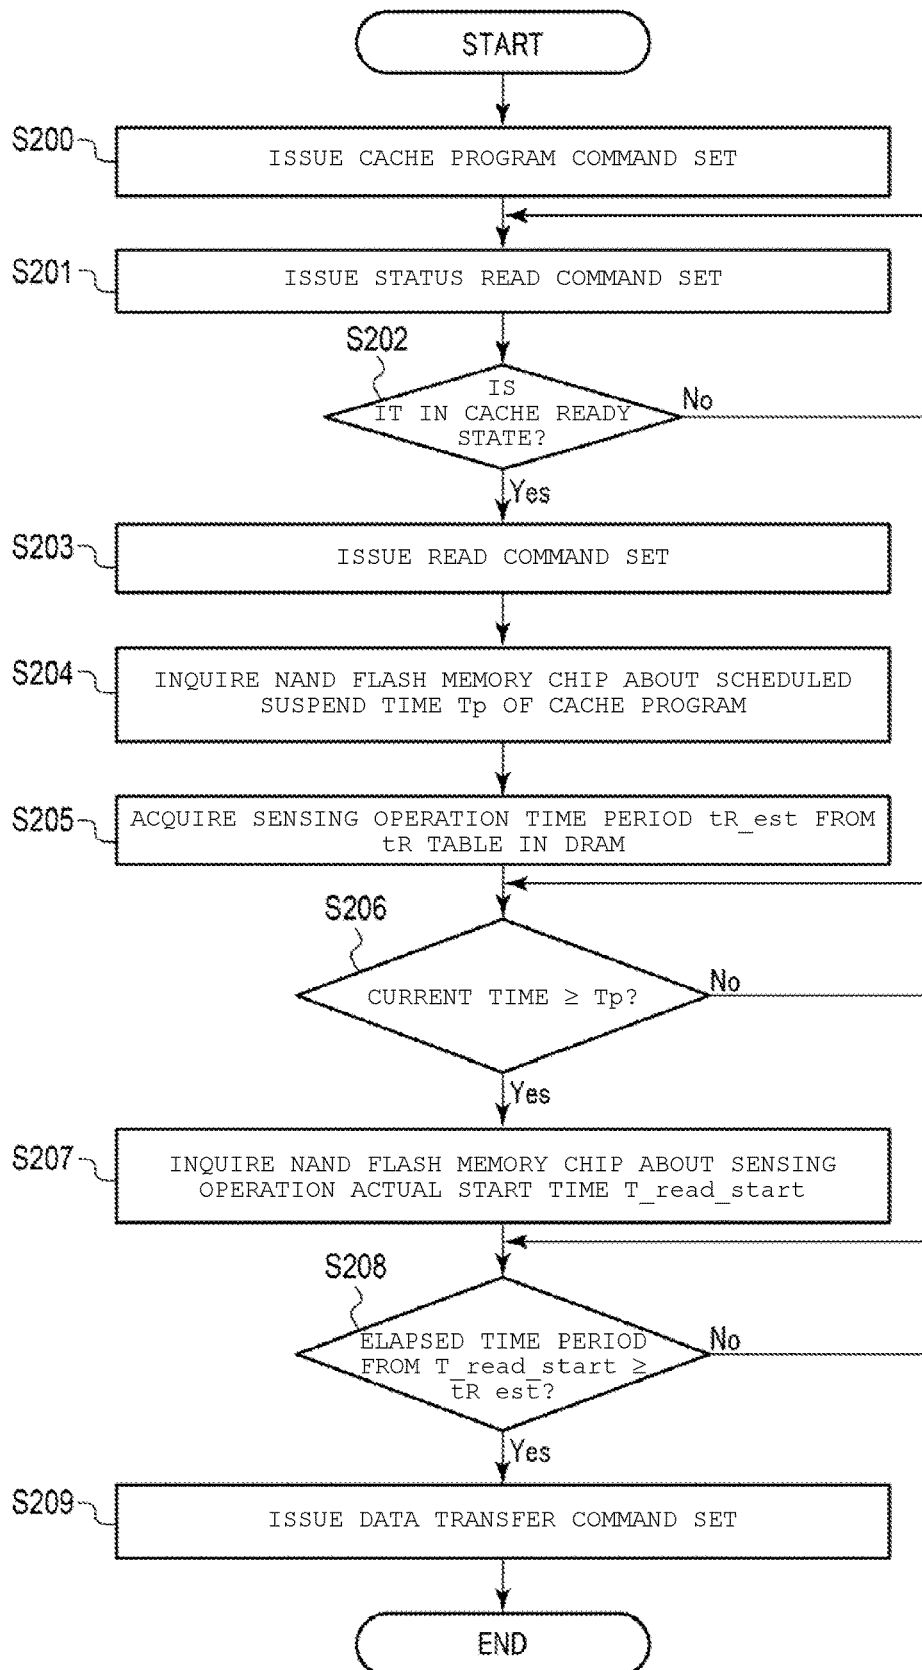 START
S200
ISSUE CACHE PROGRAM COMMAND SET
S201
ISSUE STATUS READ COMMAND SET
S202
IS
IT IN CACHE READY
STATE?
No
Yes
S203
ISSUE READ COMMAND SET
S204
INQUIRE NAND FLASH MEMORY CHIP ABOUT SCHEDULED
SUSPEND TIME Tp OF CACHE PROGRAM
S205
ACQUIRE SENSING OPERATION TIME PERIOD tR_est FROM
tR TABLE IN DRAM
S206
CURRENT TIME ≥ Tp?
No
Yes
S207
INQUIRE NAND FLASH MEMORY CHIP ABOUT SENSING
OPERATION ACTUAL START TIME T_read_start
S208
ELAPSED TIME PERIOD
FROM T_read_start ≥
tR est?
No
Yes
S209
ISSUE DATA TRANSFER COMMAND SET
END